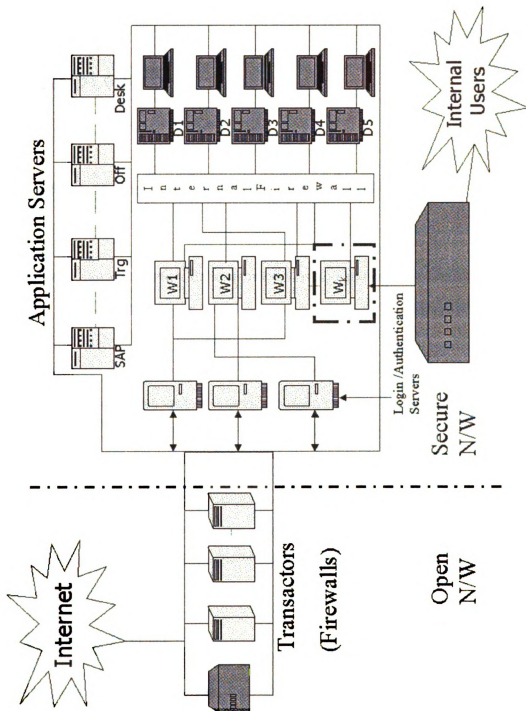 Application Servers
SAP
Trg
Off
Desk
Internet
Transactors
(Firewalls)
Open
N/W
Secure
N/W
Login /Authentication
Servers
W1
W2
W3
Wk
Internal Firewall
D1
D2
D3
D4
D5
Internal
Users